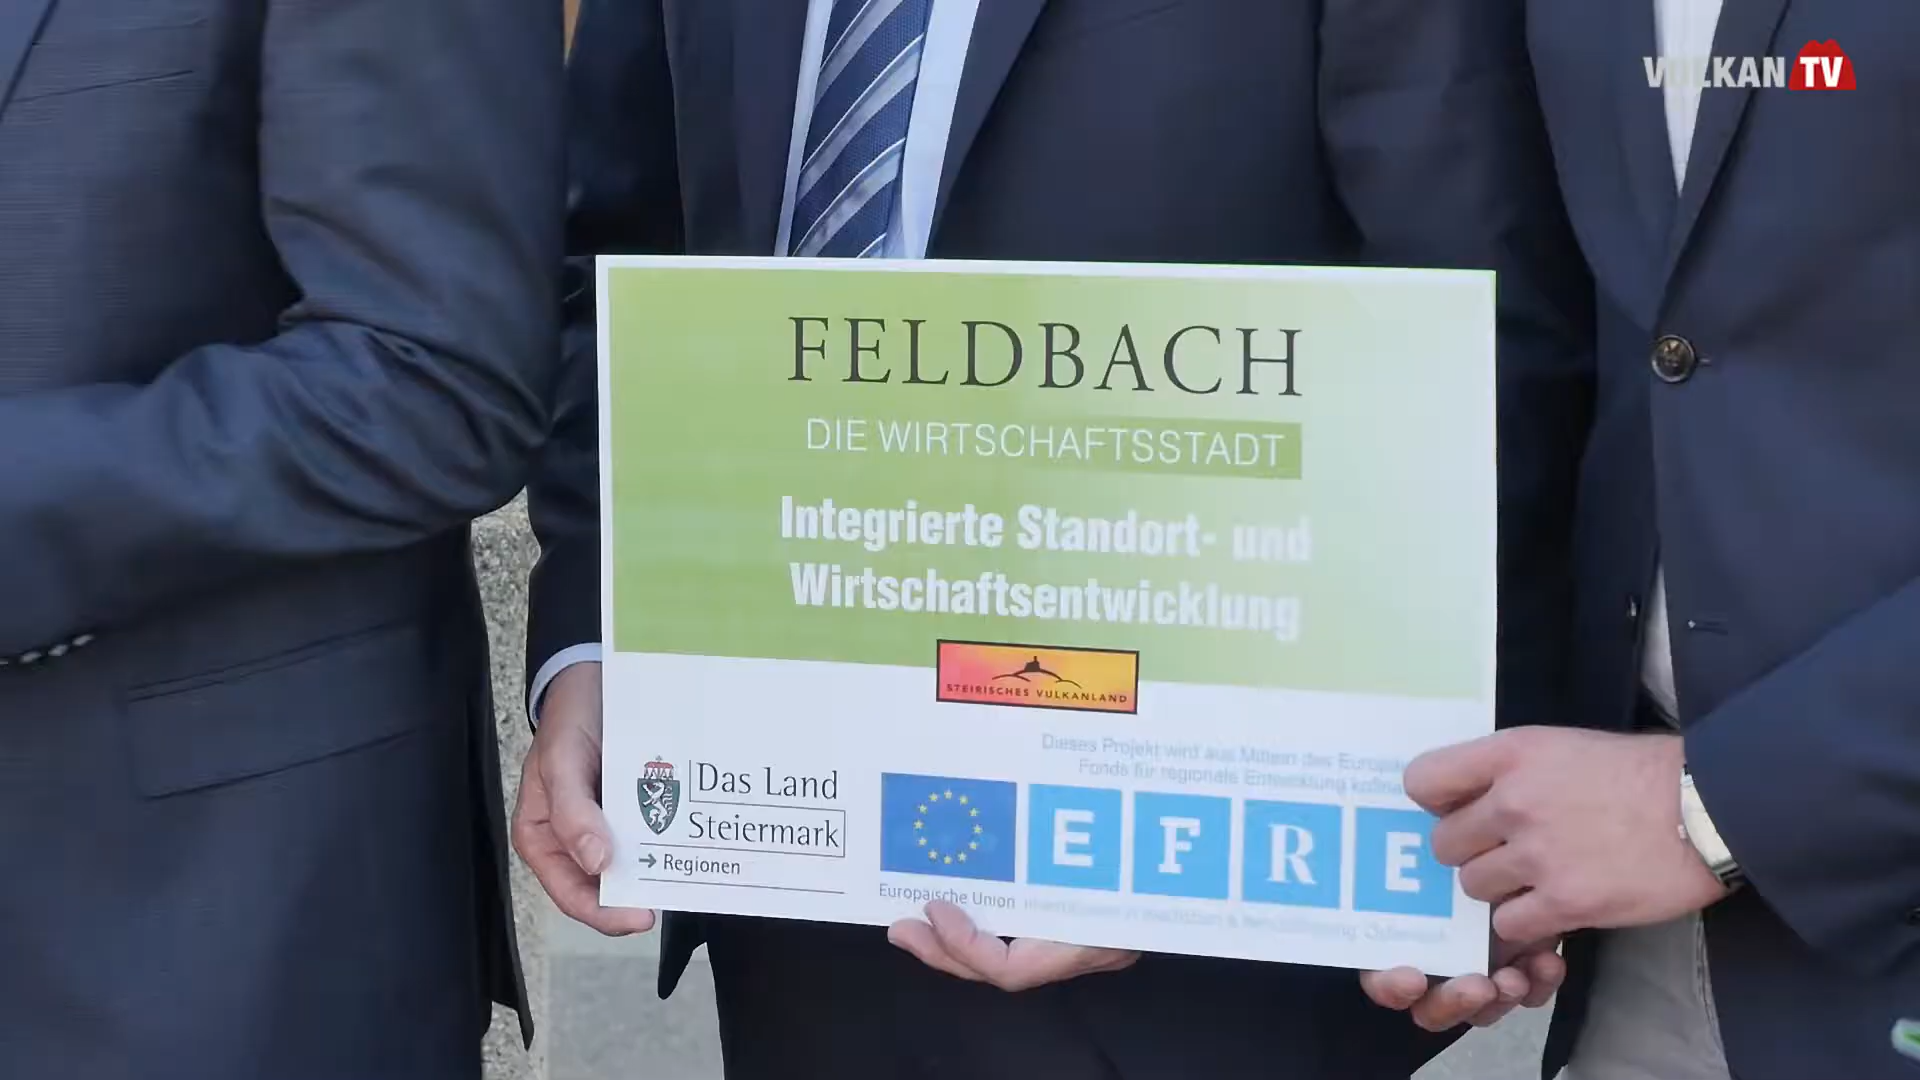 VULKAN TV
FELDBACH
DIE WIRTSCHAFTSSTADT
Integrierte Standort- und
Wirtschaftsentwicklung
STEIRISCHES VULKANLAND
Dieses Projekt wird aus Mitteln des
Fonds für regionale Entwicklung
Das Land
Steiermark
→ Regionen
EFRE
Europäische Union
Österreich